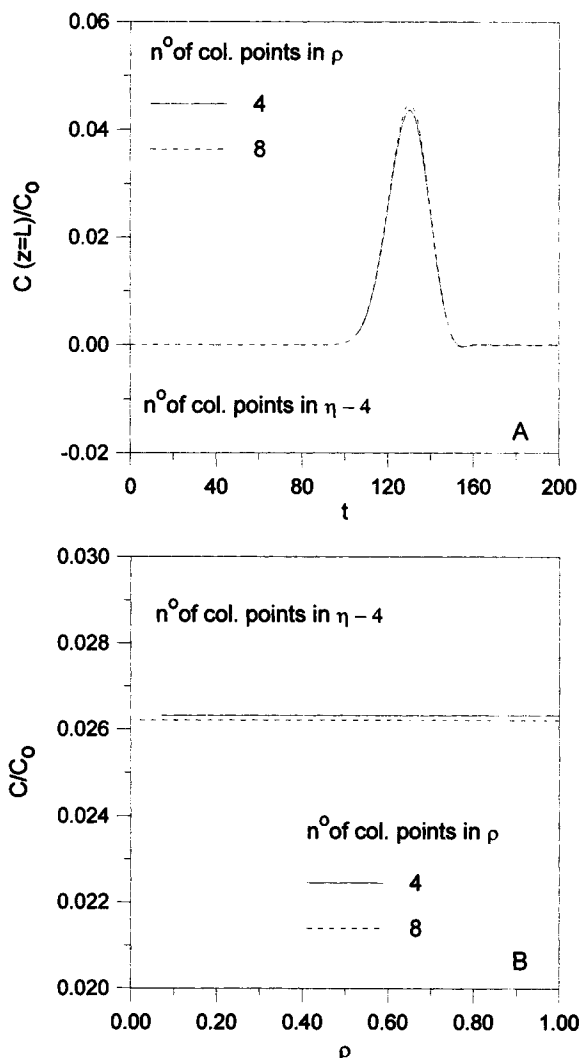 0.06
n° of col. points in ρ
4
8
0.04
0.02
0.00
-0.02
C (z=L)/C₀
n° of col. points in η – 4
A
0 40 80 120 160 200
t
0.030
n° of col. points in η – 4
0.028
0.026
0.024
0.022
0.020
C/C₀
n° of col. points in ρ
4
8
B
0.00 0.20 0.40 0.60 0.80 1.00
ρ